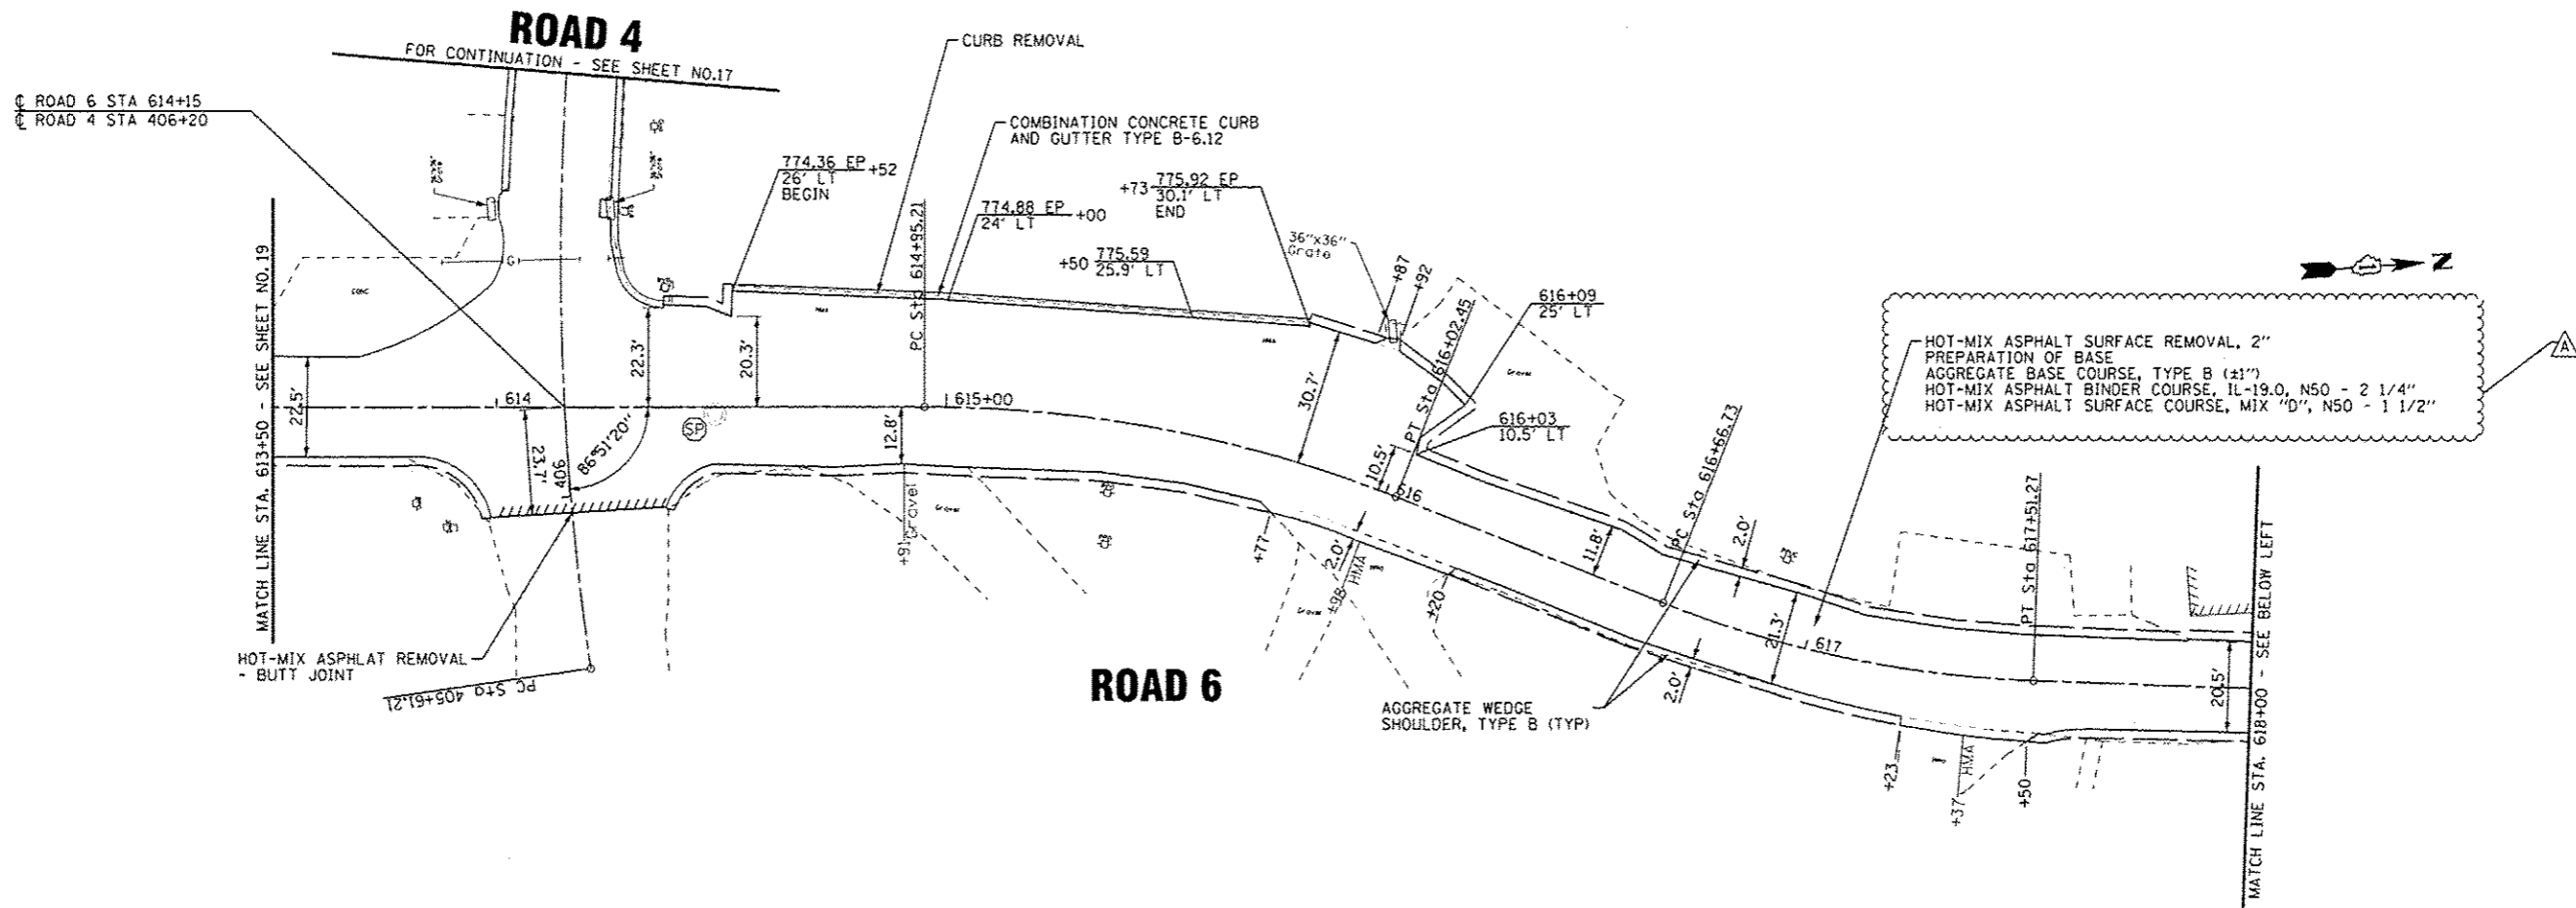 ROAD 4
FOR CONTINUATION - SEE SHEET NO.17
CURB REMOVAL
℄ ROAD 6 STA 614+15
℄ ROAD 4 STA 406+20
COMBINATION CONCRETE CURB
AND GUTTER TYPE B-6.12
774.36 EP +52
26' LT
BEGIN
774.88 EP +00
24' LT
+73 775.92 EP
30.1' LT
END
+50 775.59
25.9' LT
36"x36"
Grate
+87
+92
616+09
25' LT
616+03
10.5' LT
PC Sta 614+95.21
PT Sta 616+02.45
PC Sta 616+66.73
PT Sta 617+51.27
N
HOT-MIX ASPHALT SURFACE REMOVAL, 2"
PREPARATION OF BASE
AGGREGATE BASE COURSE, TYPE B (±1")
HOT-MIX ASPHALT BINDER COURSE, IL-19.0, N50 - 2 1/4"
HOT-MIX ASPHALT SURFACE COURSE, MIX "D", N50 - 1 1/2"
A
MATCH LINE STA. 613+50 - SEE SHEET NO. 19
CONC
G
22.5'
614
23.7'
406
86°51'20"
22.3'
20.3'
SP
12.8'
615+00
30.7'
10.5'
616
11.8'
2.0'
21.3'
617
20.5'
+91
Gravel
Gravel
Gravel
Gravel
+77
2.0'
+98
HMA
+20
2.0'
+23
+37
HMA
+50
HOT-MIX ASPHLAT REMOVAL
- BUTT JOINT
PC Sta 405+61.21
ROAD 6
AGGREGATE WEDGE
SHOULDER, TYPE B (TYP)
MATCH LINE STA. 618+00 - SEE BELOW LEFT